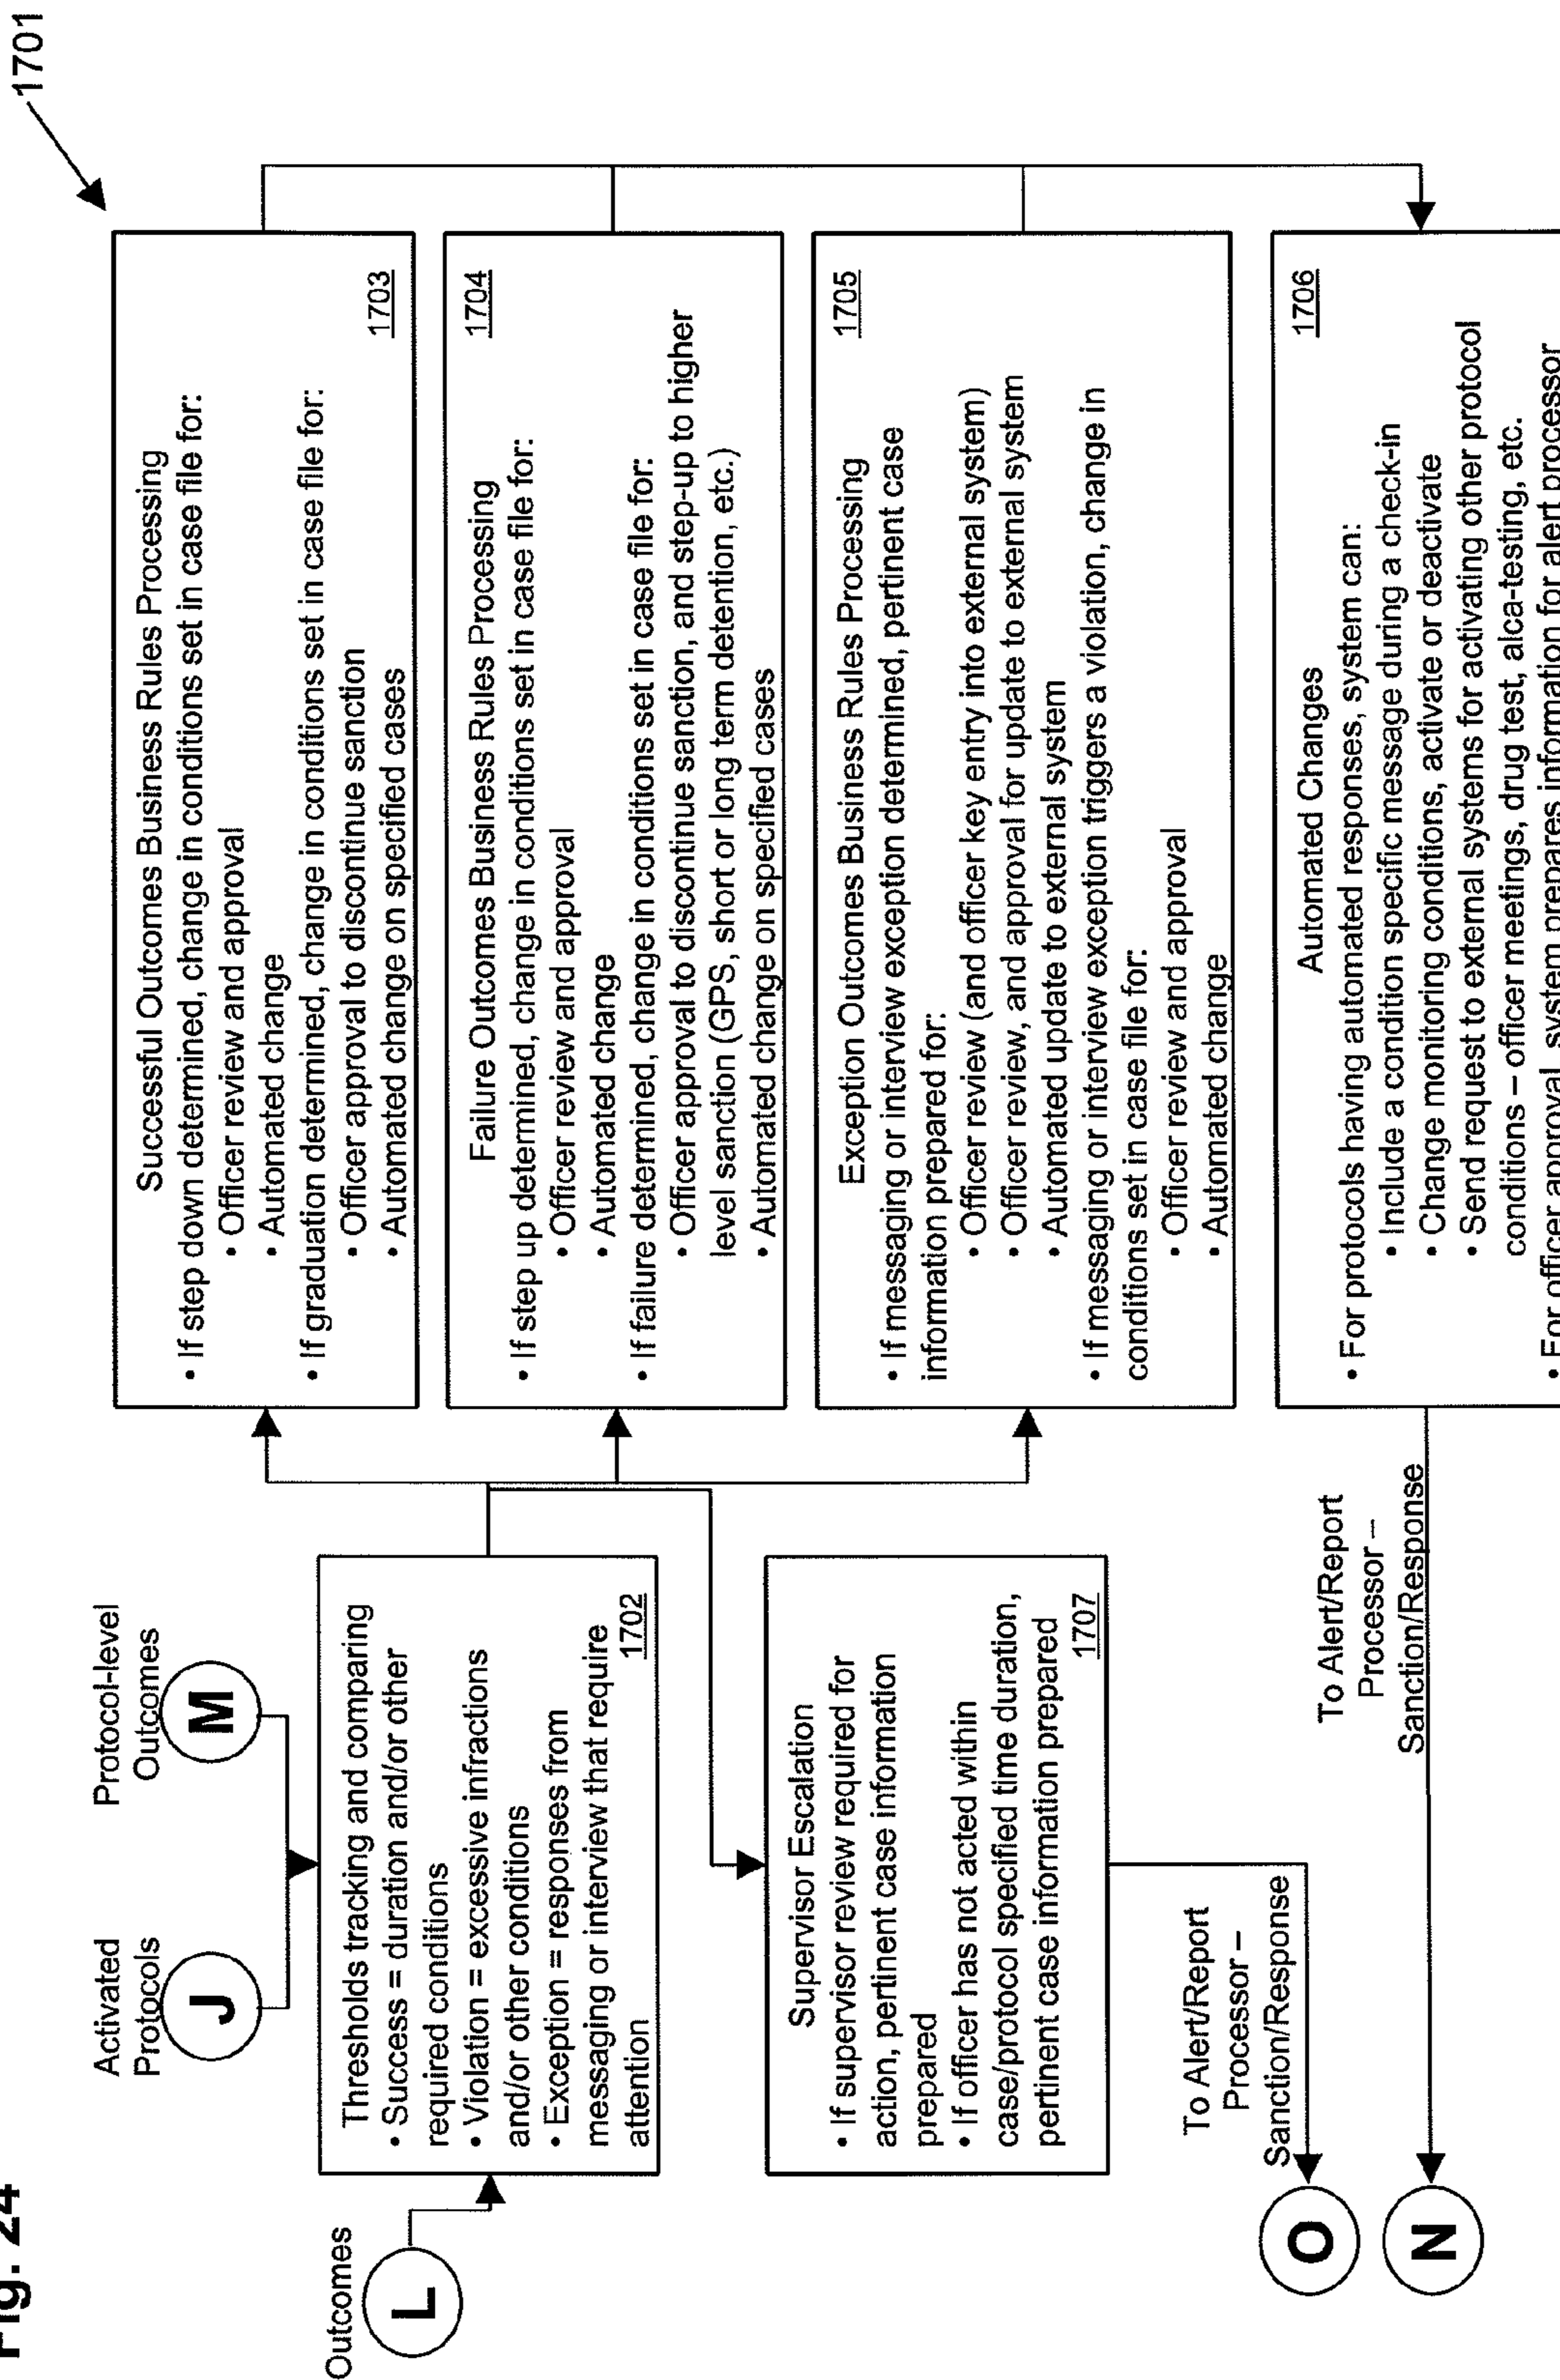 Fig. 24
1701
Activated
Protocols
J
Protocol-level
Outcomes
M
Outcomes
L
Thresholds tracking and comparing
• Success = duration and/or other
required conditions
• Violation = excessive infractions
and/or other conditions
• Exception = responses from
messaging or interview that require
attention
1702
Successful Outcomes Business Rules Processing
• If step down determined, change in conditions set in case file for:
• Officer review and approval
• Automated change
• If graduation determined, change in conditions set in case file for:
• Officer approval to discontinue sanction
• Automated change on specified cases
1703
Failure Outcomes Business Rules Processing
1704
• If step up determined, change in conditions set in case file for:
• Officer review and approval
• Automated change
• If failure determined, change in conditions set in case file for:
• Officer approval to discontinue sanction, and step-up to higher
level sanction (GPS, short or long term detention, etc.)
• Automated change on specified cases
Exception Outcomes Business Rules Processing
1705
• If messaging or interview exception determined, pertinent case
information prepared for:
• Officer review (and officer key entry into external system)
• Officer review, and approval for update to external system
• Automated update to external system
• If messaging or interview exception triggers a violation, change in
conditions set in case file for:
• Officer review and approval
• Automated change
Supervisor Escalation
• If supervisor review required for
action, pertinent case information
prepared
• If officer has not acted within
case/protocol specified time duration,
pertinent case information prepared
1707
Automated Changes
1706
• For protocols having automated responses, system can:
• Include a condition specific message during a check-in
• Change monitoring conditions, activate or deactivate
• Send request to external systems for activating other protocol
conditions – officer meetings, drug test, alca-testing, etc.
• For officer approval, system prepares information for alert processor
To Alert/Report
Processor –
Sanction/Response
O
To Alert/Report
Processor –
Sanction/Response
N